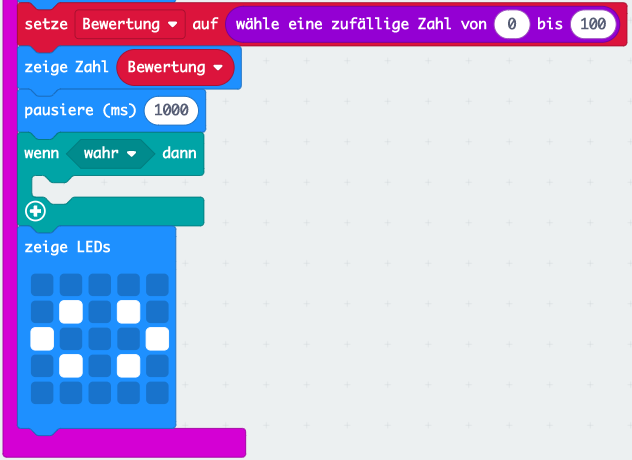 setze Bewertung auf wähle eine zufällige Zahl von 0 bis 100
zeige Zahl Bewertung
pausiere (ms) 1000
wenn wahr dann
zeige LEDs